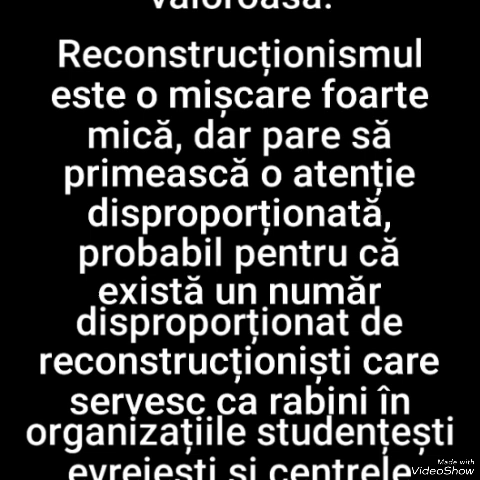 valoroasă.
Reconstrucționismul
este o mișcare foarte
mică, dar pare să
primească o atenție
disproporționată,
probabil pentru că
există un număr
disproporționat de
reconstrucționiști care
servesc ca rabini în
organizațiile studențești
evreiești și centrele
Made with
VideoShow